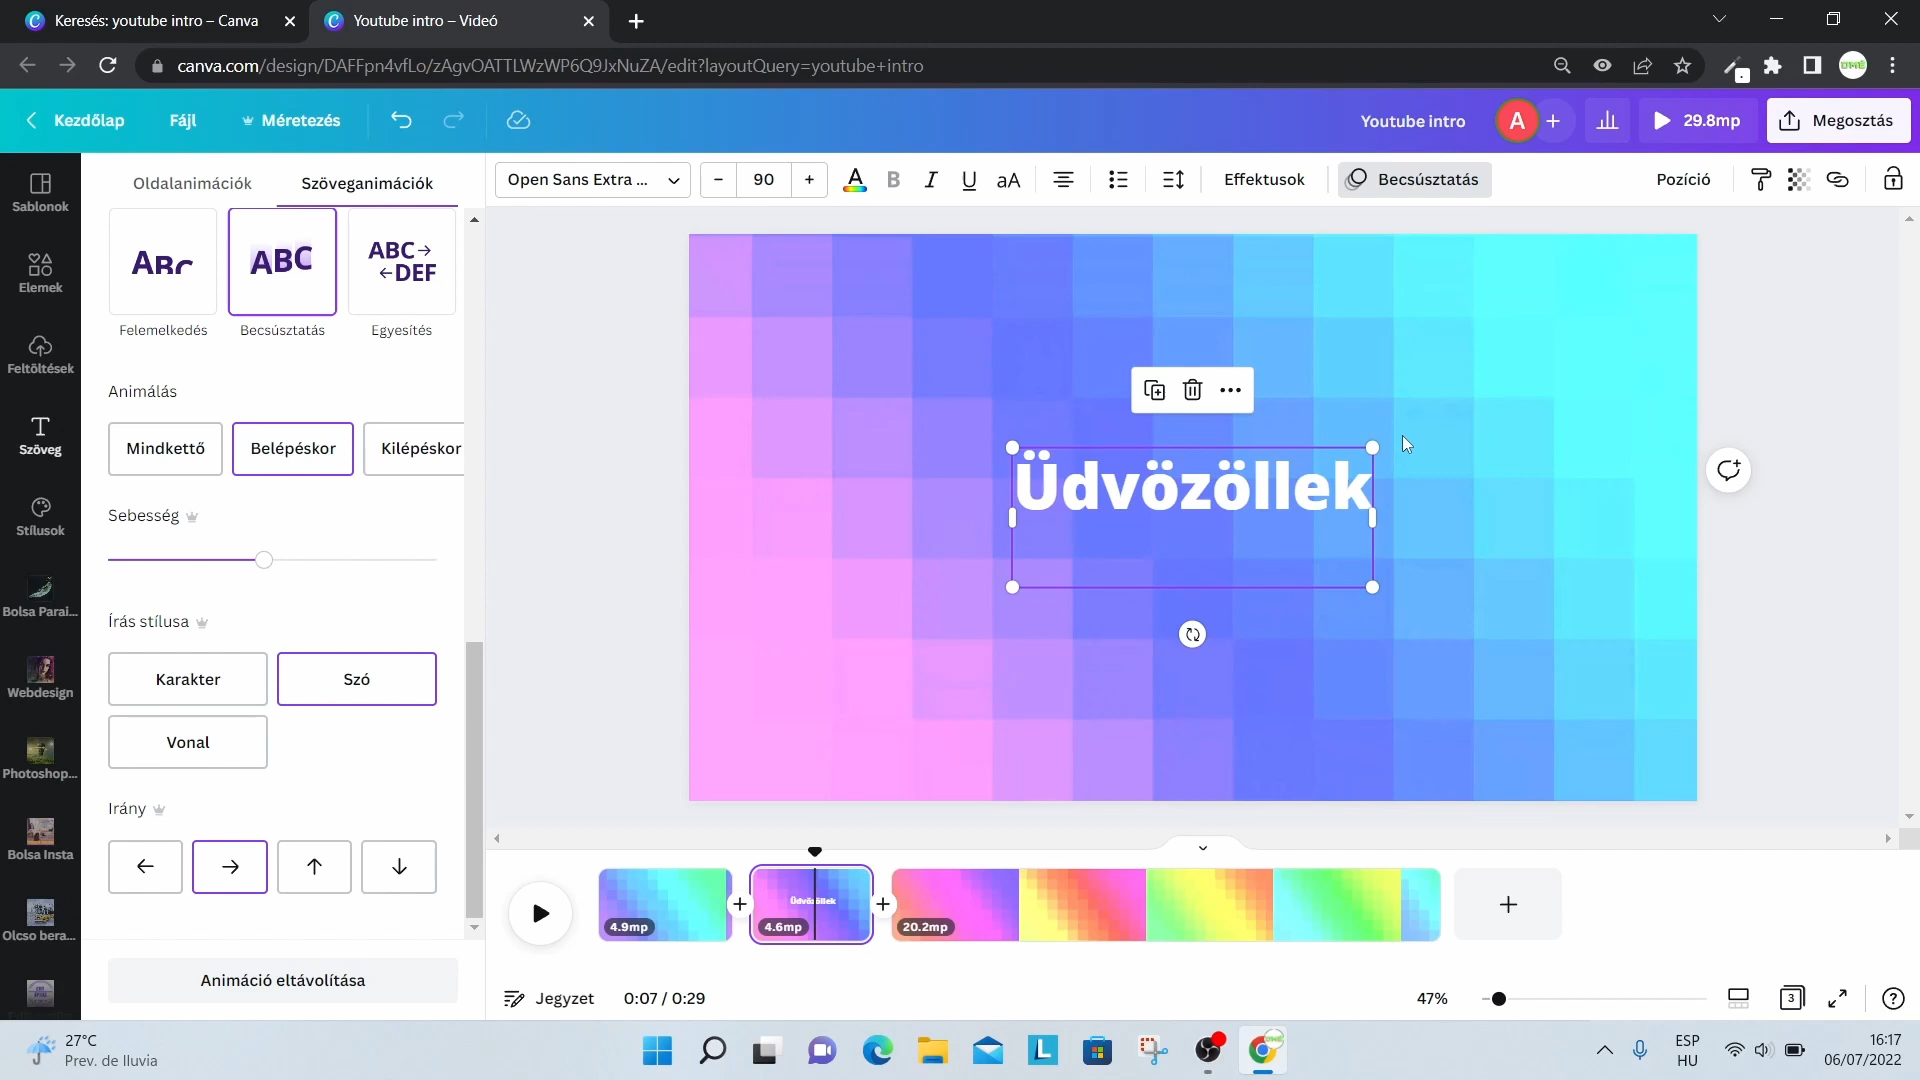 Keresés: youtube intro – Canva
Youtube intro – Videó
canva.com/design/DAFFpn4vfLo/zAgvOATTLWzWP6Q9JxNuZA/edit?layoutQuery=youtube+intro
Kezdőlap
Fájl
Méretezés
Youtube intro
A
29.8mp
Megosztás
Sablonok
Elemek
Feltöltések
Szöveg
Stílusok
Bolsa Parai...
Webdesign
Photoshop...
Bolsa Insta
Olcso bera...
Oldalanimációk
Szöveganimációk
Open Sans Extra ...
90
aA
Effektusok
Becsúsztatás
Pozíció
ABC
Felemelkedés
ABC
Becsúsztatás
ABC→
←DEF
Egyesítés
Animálás
Mindkettő
Belépéskor
Kilépéskor
Sebesség
Írás stílusa
Karakter
Szó
Vonal
Irány
Animáció eltávolítása
Üdvözöllek
4.9mp
Üdvözöllek
4.6mp
20.2mp
Jegyzet
0:07 / 0:29
47%
3
27°C
Prev. de lluvia
ESP
HU
16:17
06/07/2022